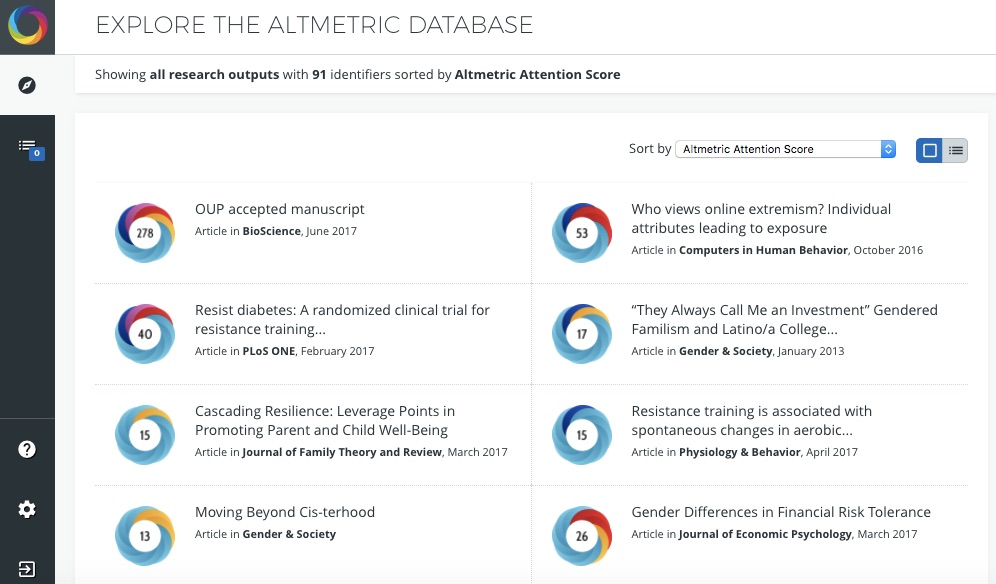 EXPLORE THE ALTMETRIC DATABASE
Showing all research outputs with 91 identifiers sorted by Altmetric Attention Score
0
Sort by Altmetric Attention Score
278
OUP accepted manuscript
Article in BioScience, June 2017
53
Who views online extremism? Individual
attributes leading to exposure
Article in Computers in Human Behavior, October 2016
40
Resist diabetes: A randomized clinical trial for
resistance training...
Article in PLoS ONE, February 2017
17
“They Always Call Me an Investment” Gendered
Familism and Latino/a College...
Article in Gender & Society, January 2013
15
Cascading Resilience: Leverage Points in
Promoting Parent and Child Well-Being
Article in Journal of Family Theory and Review, March 2017
15
Resistance training is associated with
spontaneous changes in aerobic...
Article in Physiology & Behavior, April 2017
13
Moving Beyond Cis-terhood
Article in Gender & Society
26
Gender Differences in Financial Risk Tolerance
Article in Journal of Economic Psychology, March 2017
?